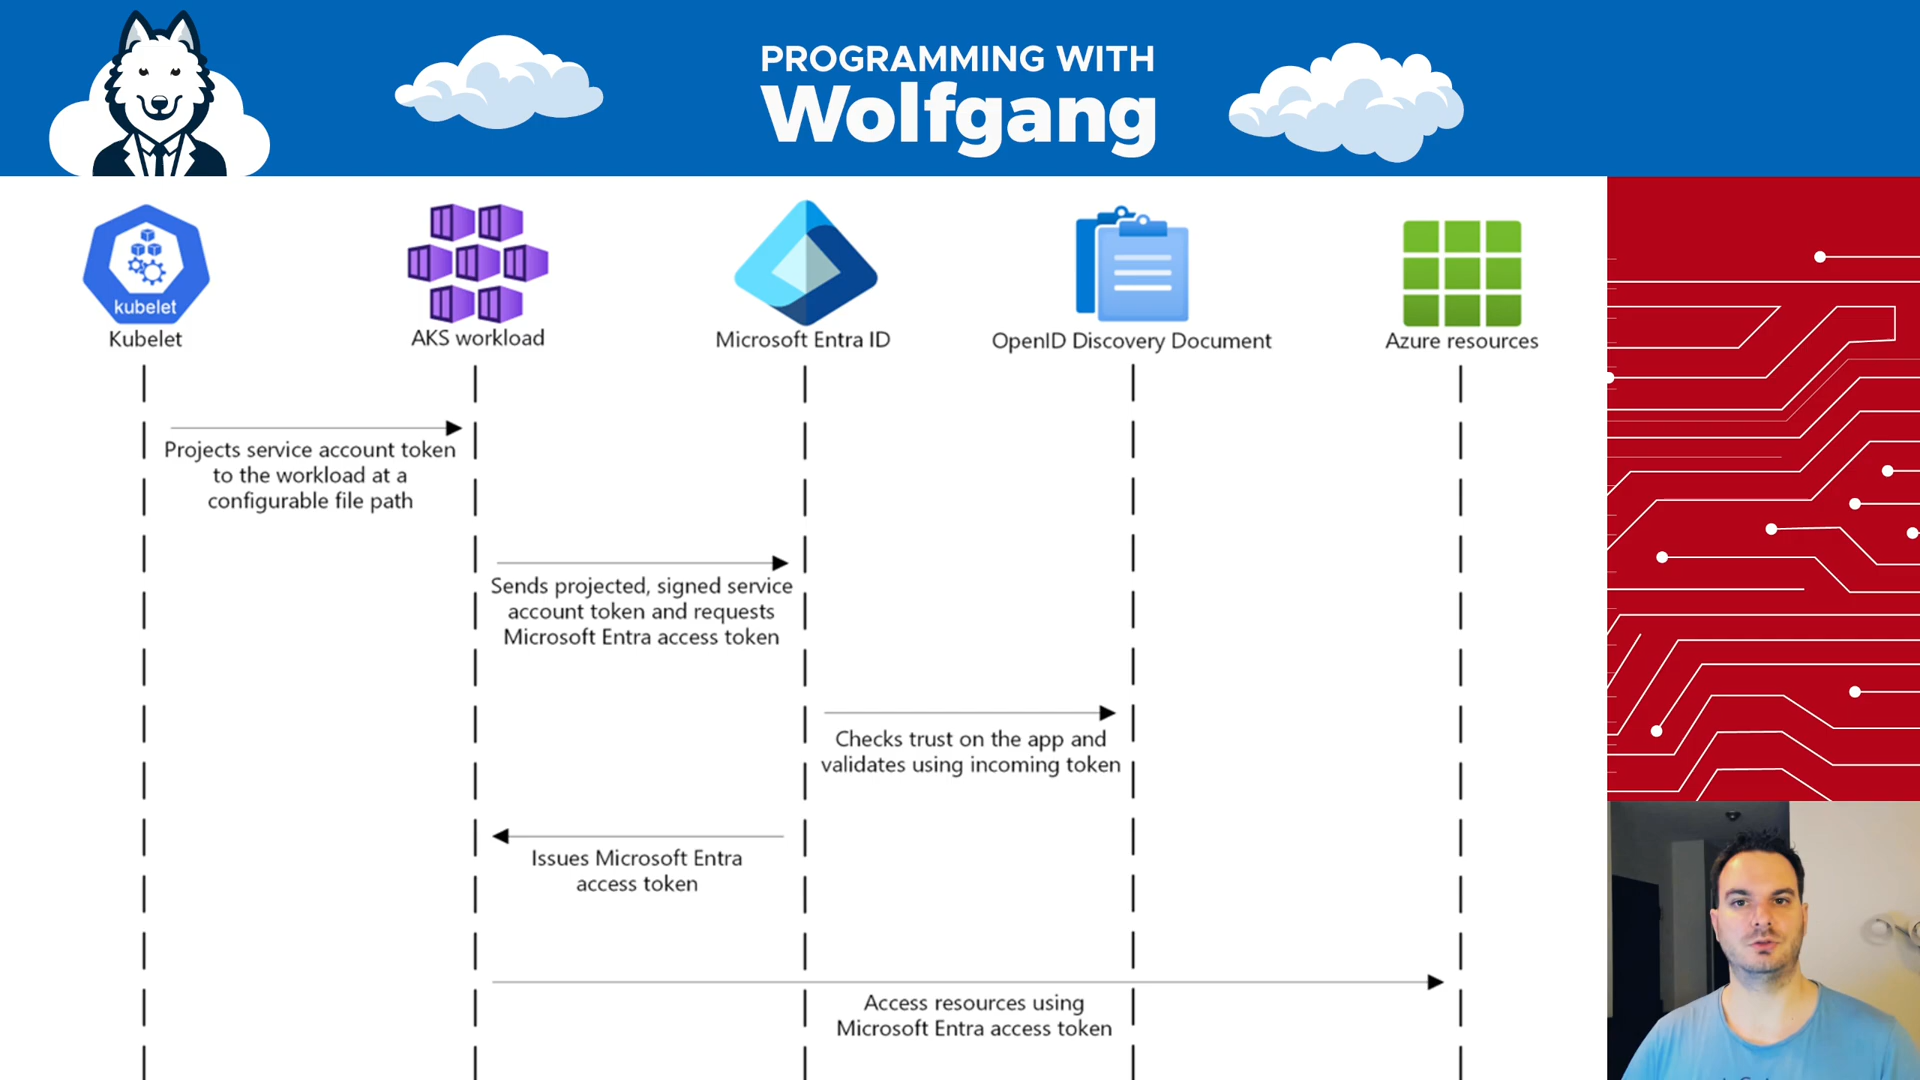 PROGRAMMING WITH
Wolfgang
kubelet
Kubelet
AKS workload
Microsoft Entra ID
OpenID Discovery Document
Azure resources
Projects service account token
to the workload at a
configurable file path
Sends projected, signed service
account token and requests
Microsoft Entra access token
Checks trust on the app and
validates using incoming token
Issues Microsoft Entra
access token
Access resources using
Microsoft Entra access token